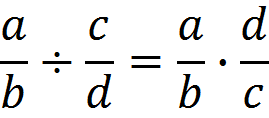 a/b ÷ c/d = a/b · d/c